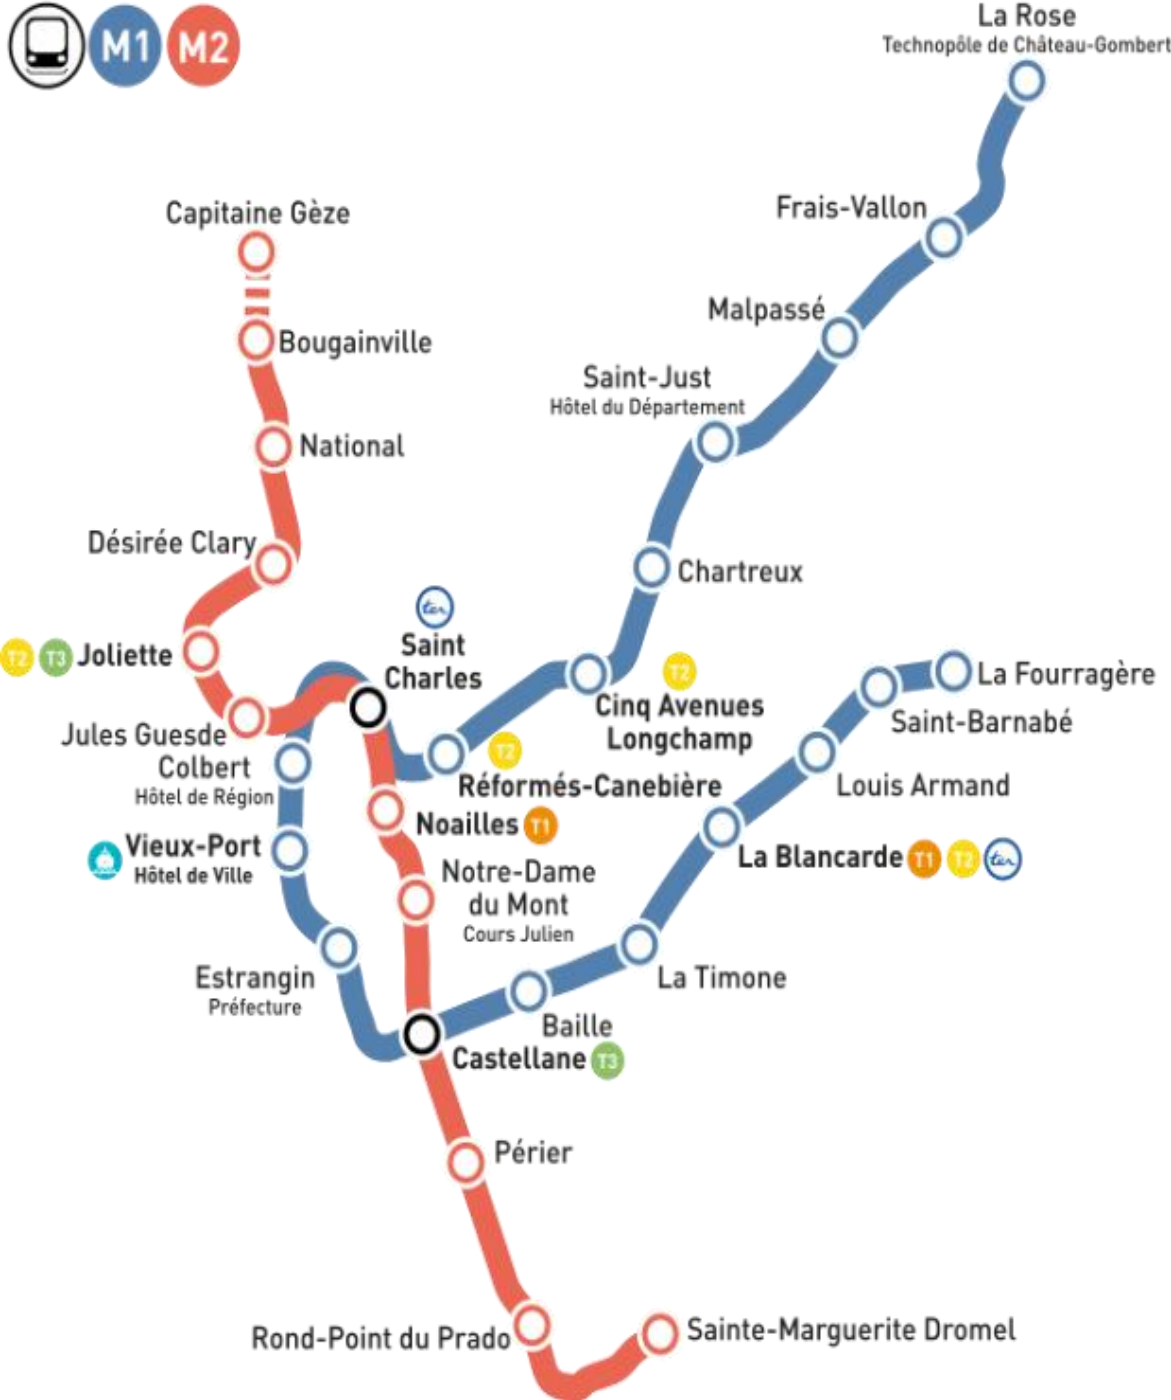 M1 M2
La Rose
Technopôle de Château-Gombert
Capitaine Gèze
Frais-Vallon
Malpassé
Bougainville
Saint-Just
Hôtel du Département
National
Désirée Clary
Chartreux
ter
Saint
Charles
T2 T3 Joliette
T2
Cinq Avenues
Longchamp
La Fourragère
Saint-Barnabé
Jules Guesde
Colbert
Hôtel de Région
T2
Réformés-Canebière
Louis Armand
Noailles T1
Vieux-Port
Hôtel de Ville
La Blancarde T1 T2 ter
Notre-Dame
du Mont
Cours Julien
Estrangin
Préfecture
La Timone
Baille
Castellane T3
Périer
Rond-Point du Prado
Sainte-Marguerite Dromel